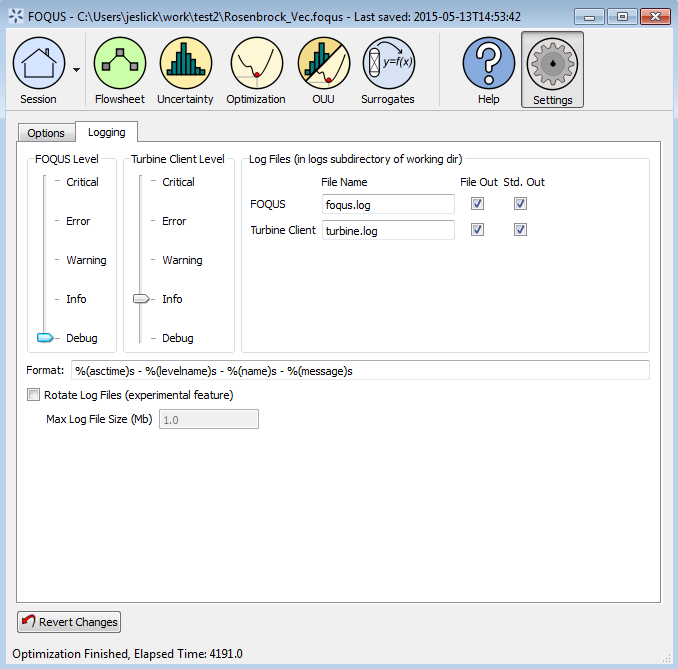 FOQUS - C:\Users\jeslick\work\test2\Rosenbrock_Vec.foqus - Last saved: 2015-05-13T14:53:42
y=f(x)
Session Flowsheet Uncertainty Optimization OUU Surrogates Help Settings
Options Logging
FOQUS Level Turbine Client Level Log Files (in logs subdirectory of working dir)
Critical Critical File Name File Out Std. Out
FOQUS foqus.log
Error Error
Turbine Client turbine.log
Warning Warning
Info Info
Debug Debug
Format: %(asctime)s - %(levelname)s - %(name)s - %(message)s
Rotate Log Files (experimental feature)
Max Log File Size (Mb) 1.0
Revert Changes
Optimization Finished, Elapsed Time: 4191.0